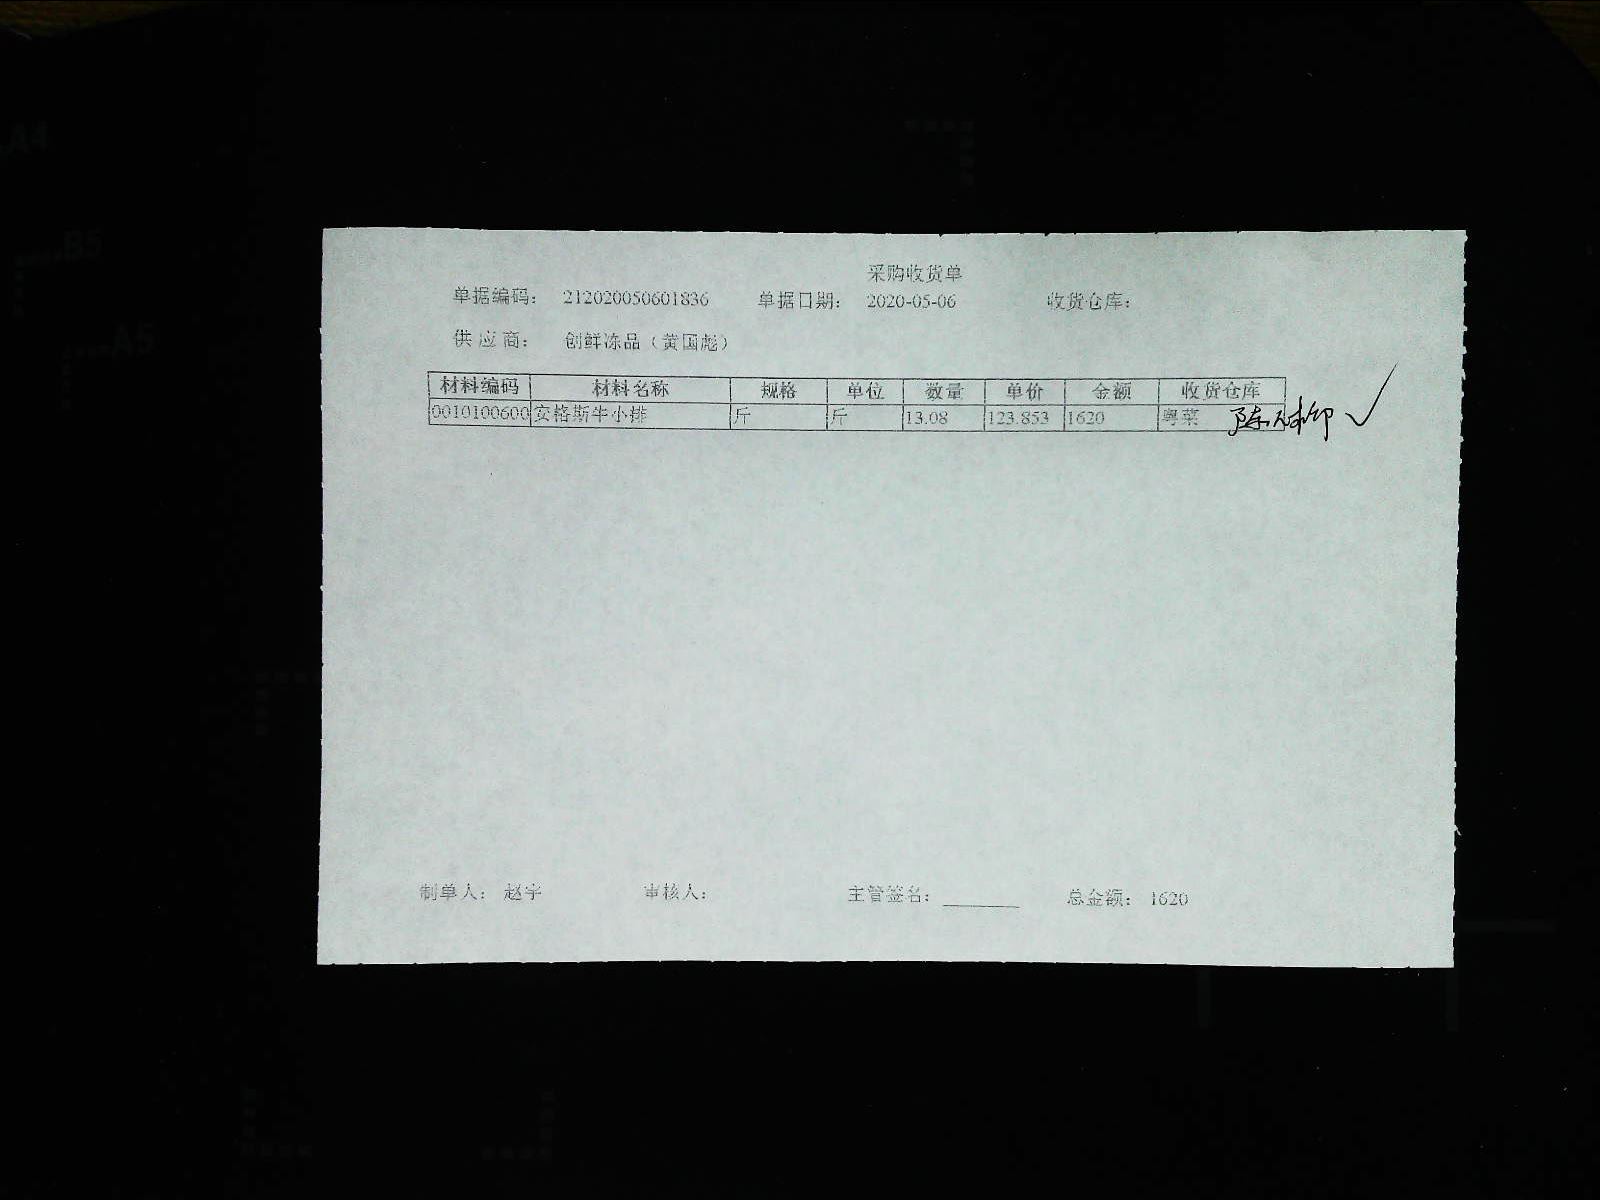 采购收货单
单据编码： 212020050601836 单据日期： 2020-05-06 收货仓库：
供应商： 创鲜冻品（黄国彪）
材料编码 材料名称 规格 单位 数量 单价 金额 收货仓库
0010100600 安格斯牛小排 斤 斤 13.08 123.853 1620 粤菜
制单人： 赵宇 审核人： 主管签名： ________ 总金额： 1620
A4
B5
A5